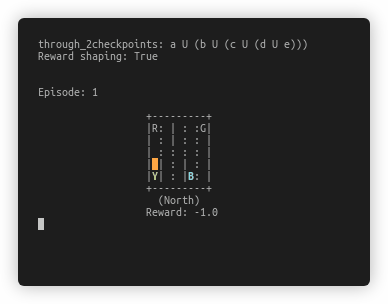 through_2checkpoints: a U (b U (c U (d U e)))
Reward shaping: True
Episode: 1
+---------+
|R: | : :G|
| : | : : |
| : : : : |
| | : | : |
|Y| : |B: |
+---------+
(North)
Reward: -1.0